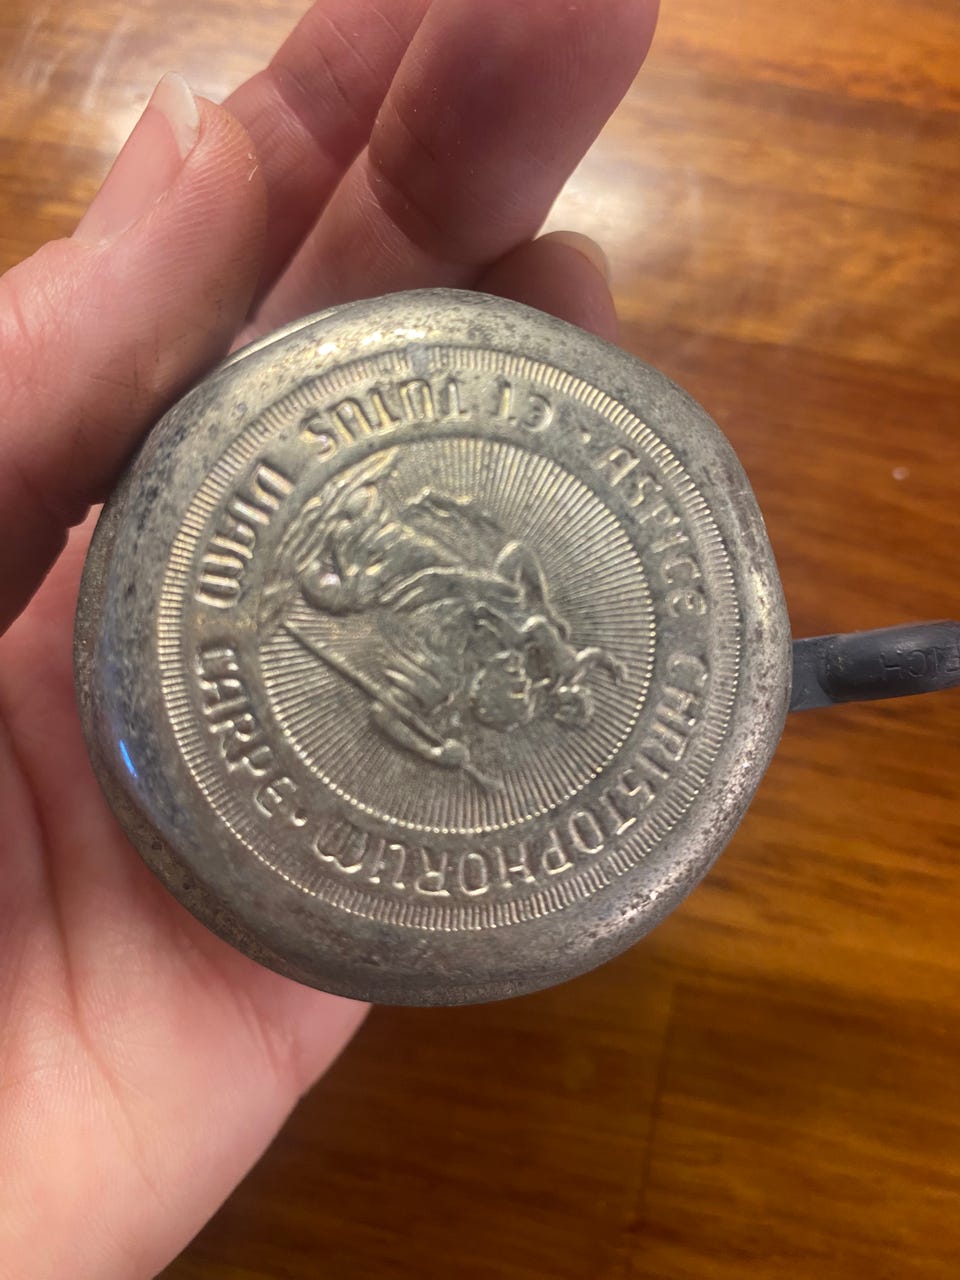 ASPICE CHRISTOPHORUM
· ET TUTUS VIAM CARPE ·